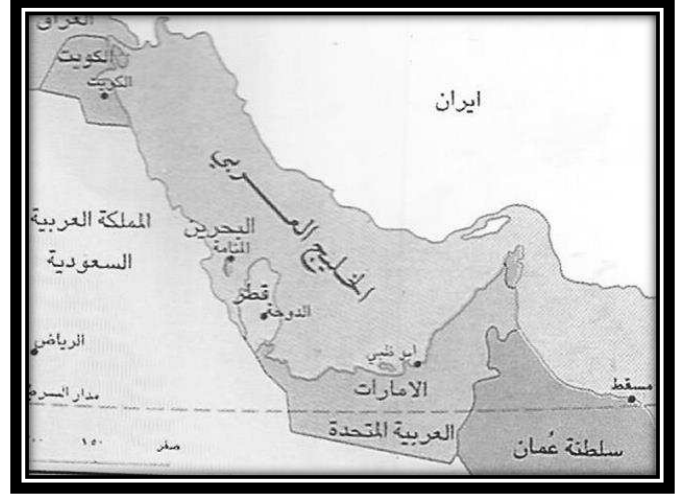 العراق
الكويت
الكويت
ايران
الخليج العربي
المملكة العربية
السعودية
البحرين
المنامة
قطر
الدوحة
الرياض
ابو ظبي
مسقط
الامارات
مدار السرط
العربية المتحدة
سلطنة عُمان
صفر
١٥٠